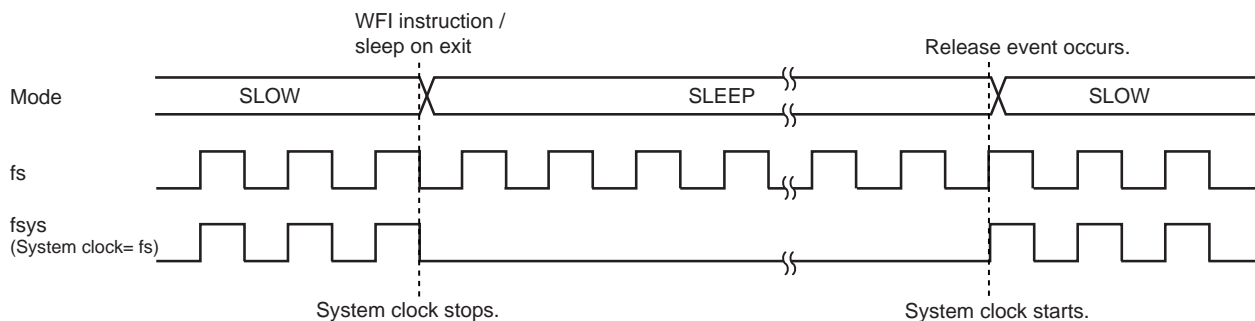 WFI instruction /
sleep on exit
Release event occurs.
Mode
SLOW
SLEEP
SLOW
fs
fsys
(System clock= fs)
System clock stops.
System clock starts.